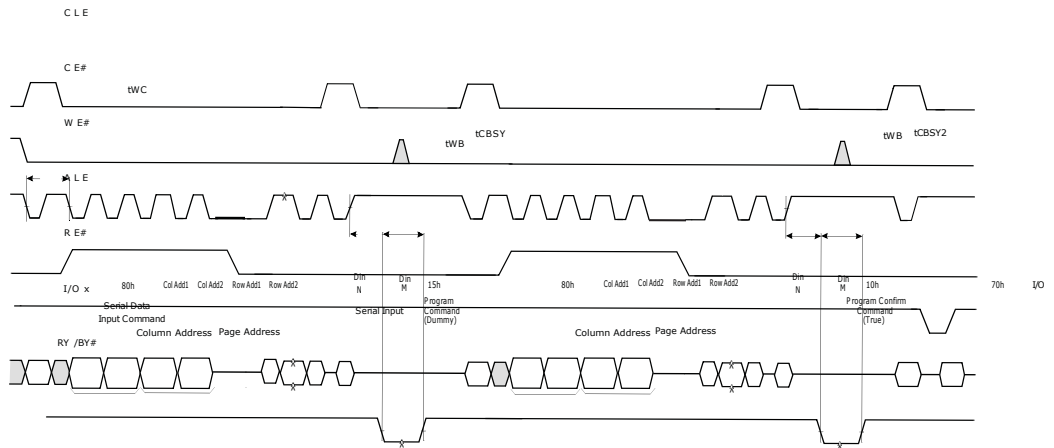 C L E
C E#
tWC
W E#
tWB
tCBSY
tWB
tCBSY2
A L E
R E#
I/O x
80h
Col Add1
Col Add2
Row Add1
Row Add2
Din
N
Din
M
15h
80h
Col Add1
Col Add2
Row Add1
Row Add2
Din
N
Din
M
10h
70h
I/O
Serial Data
Input Command
Column Address
Page Address
Serial Input
Program
Command
(Dummy)
Column Address
Page Address
Program Confirm
Command
(True)
RY /BY#